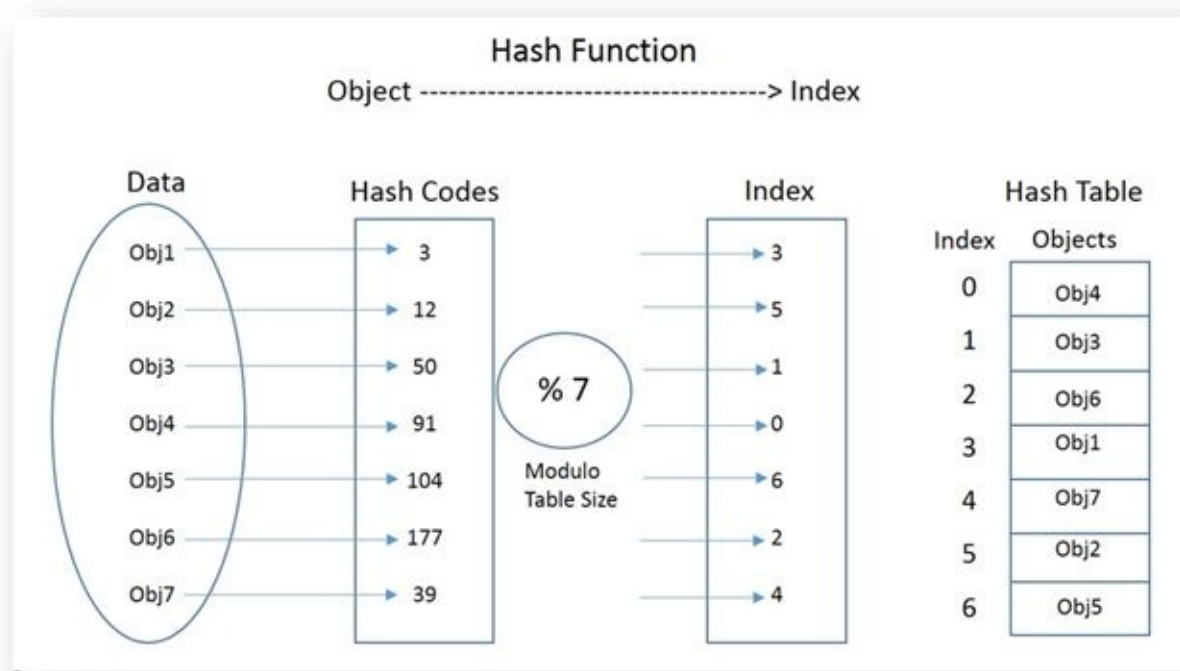 Hash Function
Object ------------------------------------> Index
Data
Hash Codes
Index
Hash Table
Index Objects
Obj1 3 3
Obj2 12 5
Obj3 50 1
Obj4 91 0
Obj5 104 6
Obj6 177 2
Obj7 39 4
% 7
Modulo
Table Size
0 Obj4
1 Obj3
2 Obj6
3 Obj1
4 Obj7
5 Obj2
6 Obj5